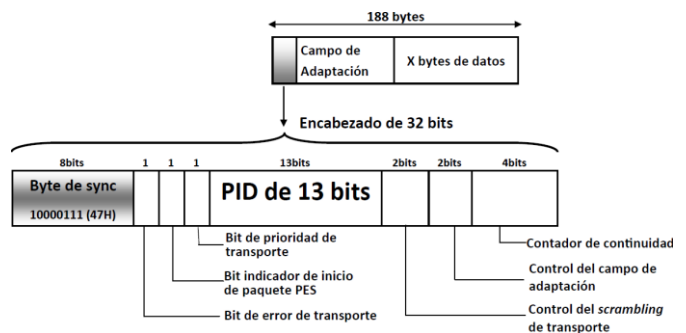 188 bytes
Campo de
Adaptación
X bytes de datos
Encabezado de 32 bits
8bits
1
1
1
13bits
2bits
2bits
4bits
Byte de sync
10000111 (47H)
PID de 13 bits
Bit de prioridad de
transporte
Bit indicador de inicio
de paquete PES
Bit de error de transporte
Contador de continuidad
Control del campo de
adaptación
Control del scrambling
de transporte